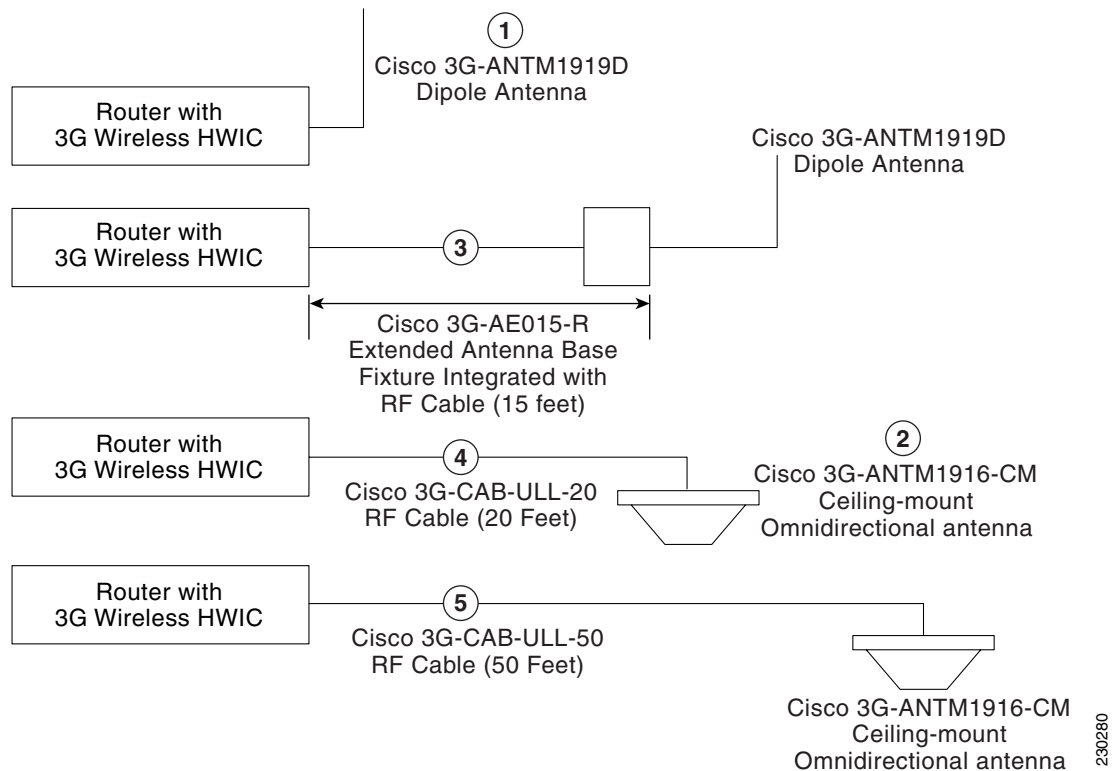 1
Cisco 3G-ANTM1919D
Dipole Antenna
Router with
3G Wireless HWIC
Cisco 3G-ANTM1919D
Dipole Antenna
Router with
3G Wireless HWIC
3
Cisco 3G-AE015-R
Extended Antenna Base
Fixture Integrated with
RF Cable (15 feet)
Router with
3G Wireless HWIC
4
Cisco 3G-CAB-ULL-20
RF Cable (20 Feet)
2
Cisco 3G-ANTM1916-CM
Ceiling-mount
Omnidirectional antenna
Router with
3G Wireless HWIC
5
Cisco 3G-CAB-ULL-50
RF Cable (50 Feet)
Cisco 3G-ANTM1916-CM
Ceiling-mount
Omnidirectional antenna
230280